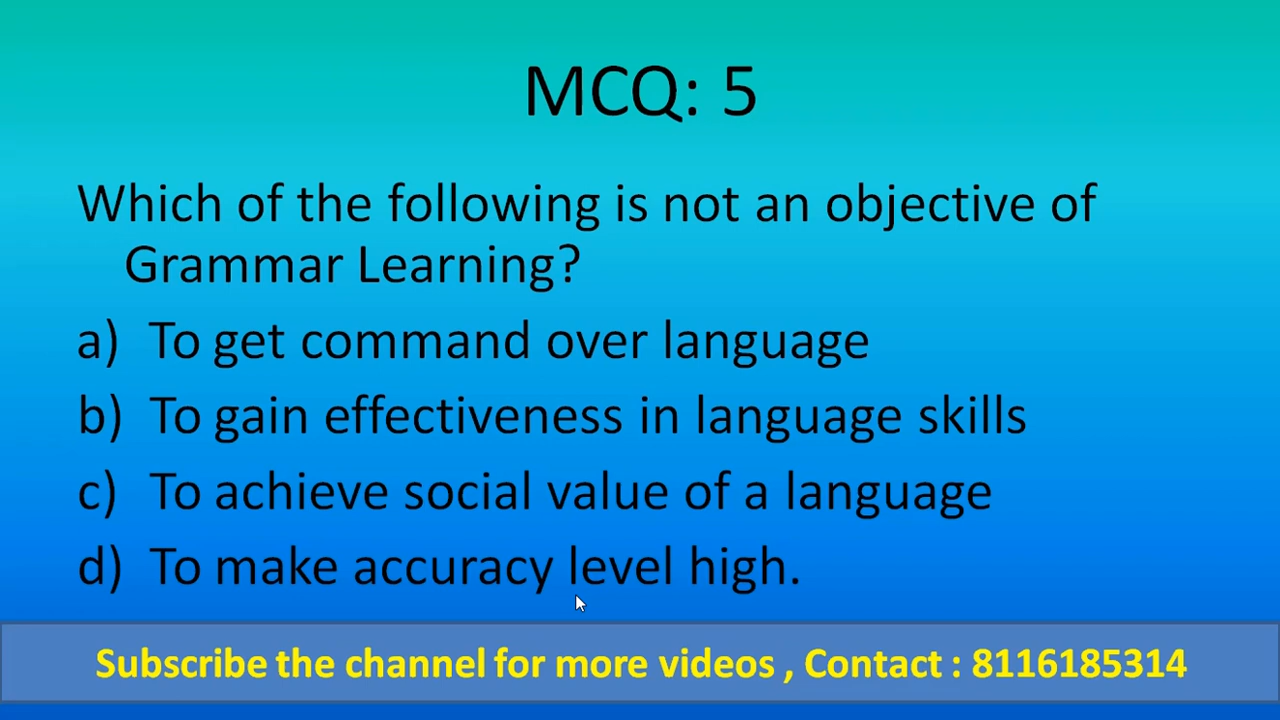 MCQ: 5
Which of the following is not an objective of
Grammar Learning?
a) To get command over language
b) To gain effectiveness in language skills
c) To achieve social value of a language
d) To make accuracy level high.
Subscribe the channel for more videos , Contact : 8116185314